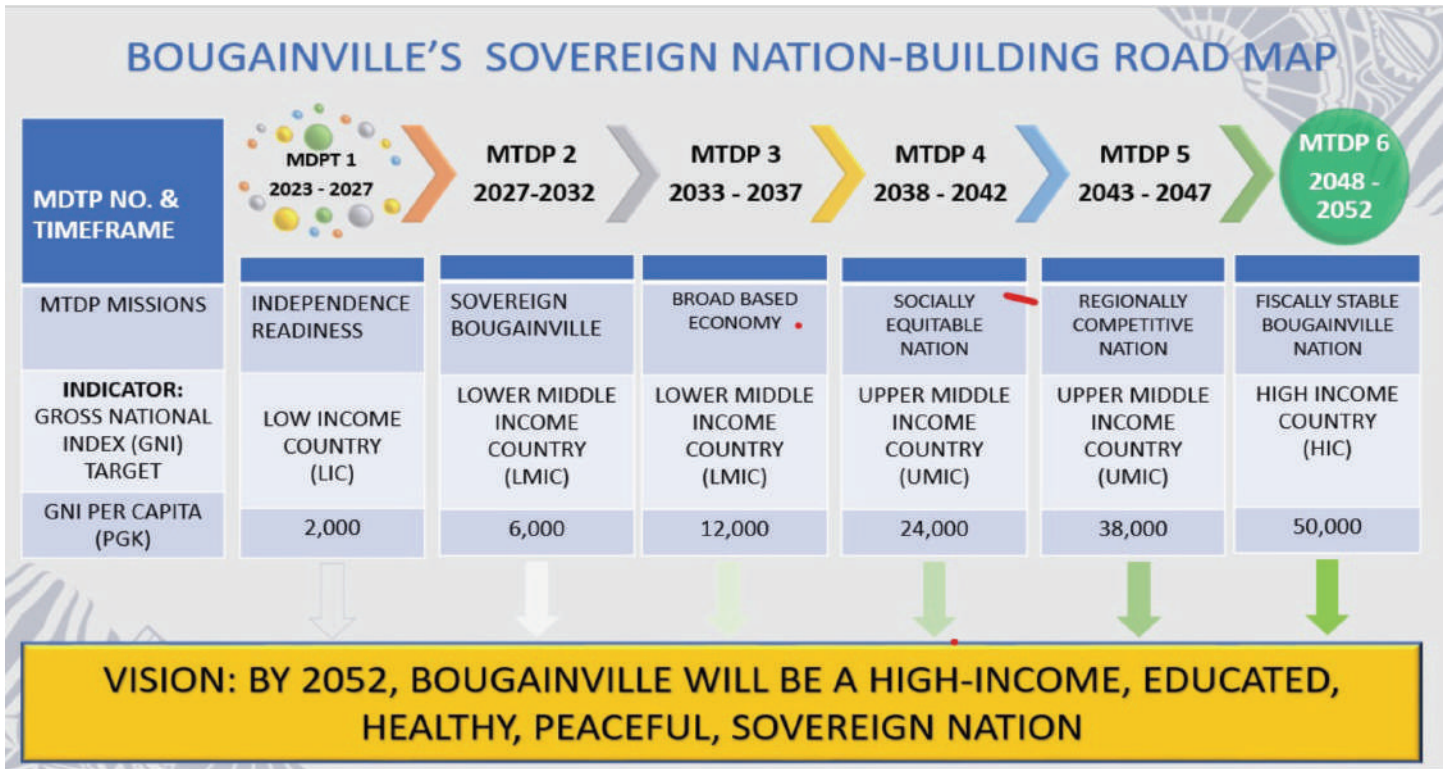 BOUGAINVILLE'S SOVEREIGN NATION-BUILDING ROAD MAP
MDTP NO. &
TIMEFRAME
MDPT 1
2023 - 2027
MTDP 2
2027-2032
MTDP 3
2033 - 2037
MTDP 4
2038 - 2042
MTDP 5
2043 - 2047
MTDP 6
2048 -
2052
MTDP MISSIONS
INDEPENDENCE
READINESS
SOVEREIGN
BOUGAINVILLE
BROAD BASED
ECONOMY
SOCIALLY
EQUITABLE
NATION
REGIONALLY
COMPETITIVE
NATION
FISCALLY STABLE
BOUGAINVILLE
NATION
INDICATOR:
GROSS NATIONAL
INDEX (GNI)
TARGET
LOW INCOME
COUNTRY
(LIC)
LOWER MIDDLE
INCOME
COUNTRY
(LMIC)
LOWER MIDDLE
INCOME
COUNTRY
(LMIC)
UPPER MIDDLE
INCOME
COUNTRY
(UMIC)
UPPER MIDDLE
INCOME
COUNTRY
(UMIC)
HIGH INCOME
COUNTRY
(HIC)
GNI PER CAPITA
(PGK)
2,000
6,000
12,000
24,000
38,000
50,000
VISION: BY 2052, BOUGAINVILLE WILL BE A HIGH-INCOME, EDUCATED,
HEALTHY, PEACEFUL, SOVEREIGN NATION